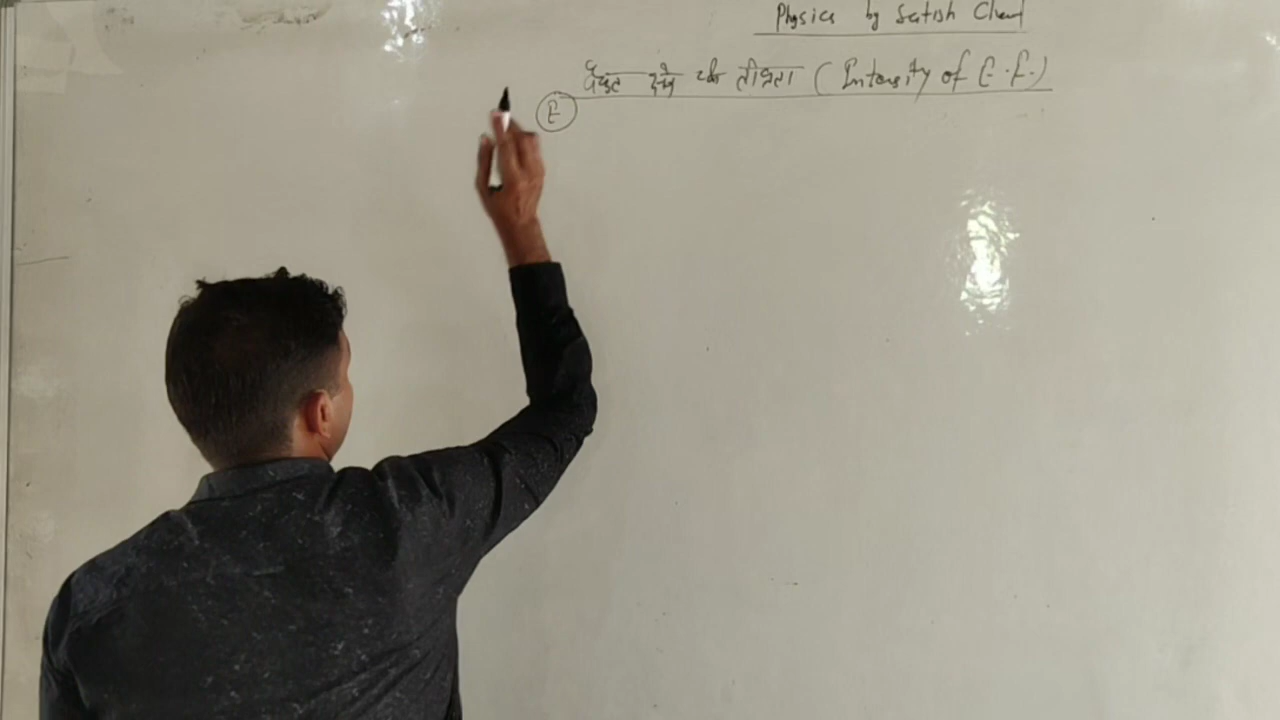 Physics by Satish Chand
वैद्युत क्षेत्र की तीव्रता (Intensity of E.F.)
E